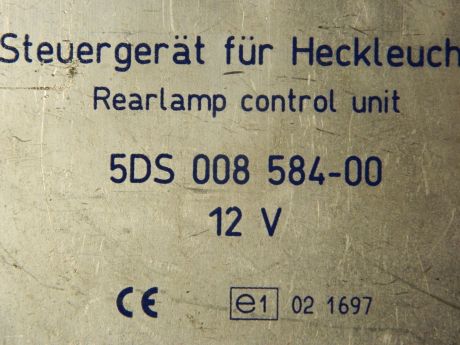 Steuergerät für Heckleuch
Rearlamp control unit
5DS 008 584-00
12 V
CE e1 02 1697